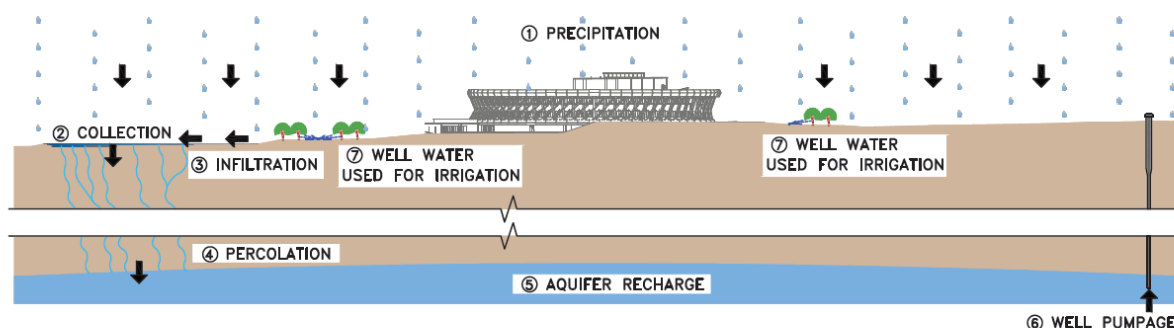 ① PRECIPITATION
② COLLECTION
③ INFILTRATION
⑦ WELL WATER
USED FOR IRRIGATION
⑦ WELL WATER
USED FOR IRRIGATION
④ PERCOLATION
⑤ AQUIFER RECHARGE
⑥ WELL PUMPAGE